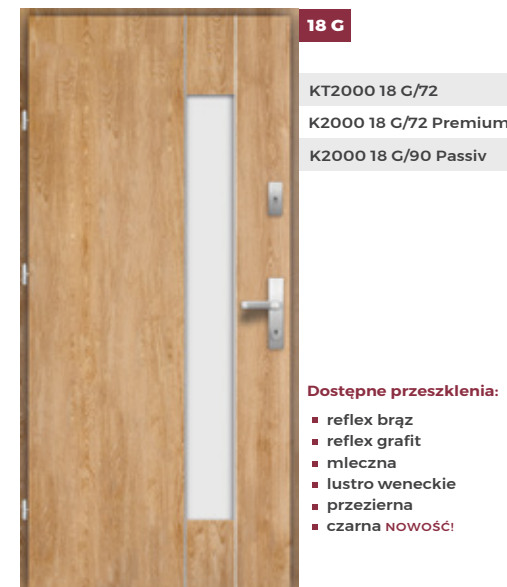 18 G
KT2000 18 G/72
K2000 18 G/72 Premium
K2000 18 G/90 Passiv
Dostępne przeszklenia:
reflex brąz
reflex grafit
mleczna
lustro weneckie
przezierna
czarna NOWOŚĆ!